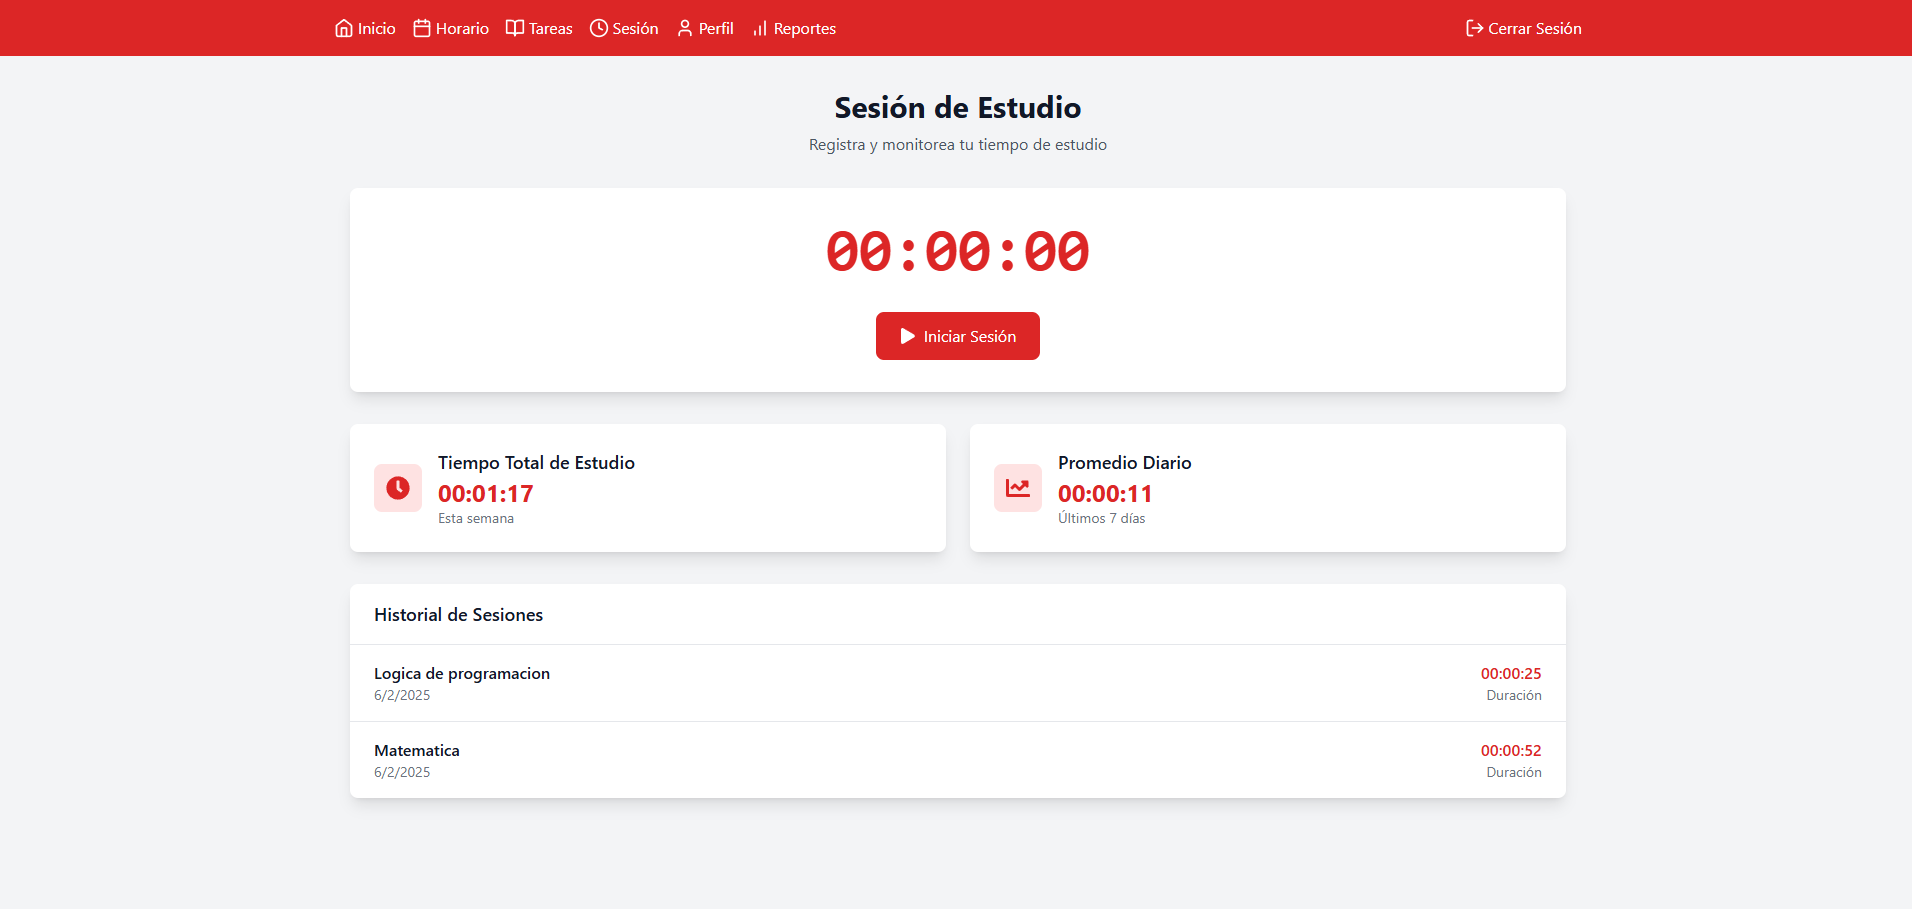 Inicio Horario Tareas Sesión Perfil Reportes Cerrar Sesión
Sesión de Estudio
Registra y monitorea tu tiempo de estudio
00:00:00
Iniciar Sesión
Tiempo Total de Estudio
00:01:17
Esta semana
Promedio Diario
00:00:11
Últimos 7 días
Historial de Sesiones
Logica de programacion
00:00:25
6/2/2025
Duración
Matematica
00:00:52
6/2/2025
Duración